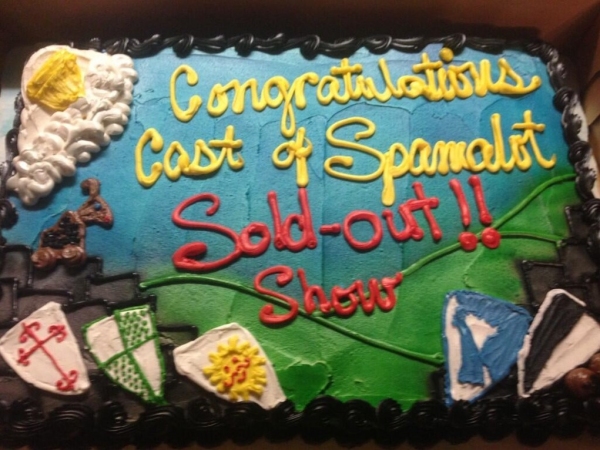 Congratulations
Cast of Spamalot
Sold-out!!
Show